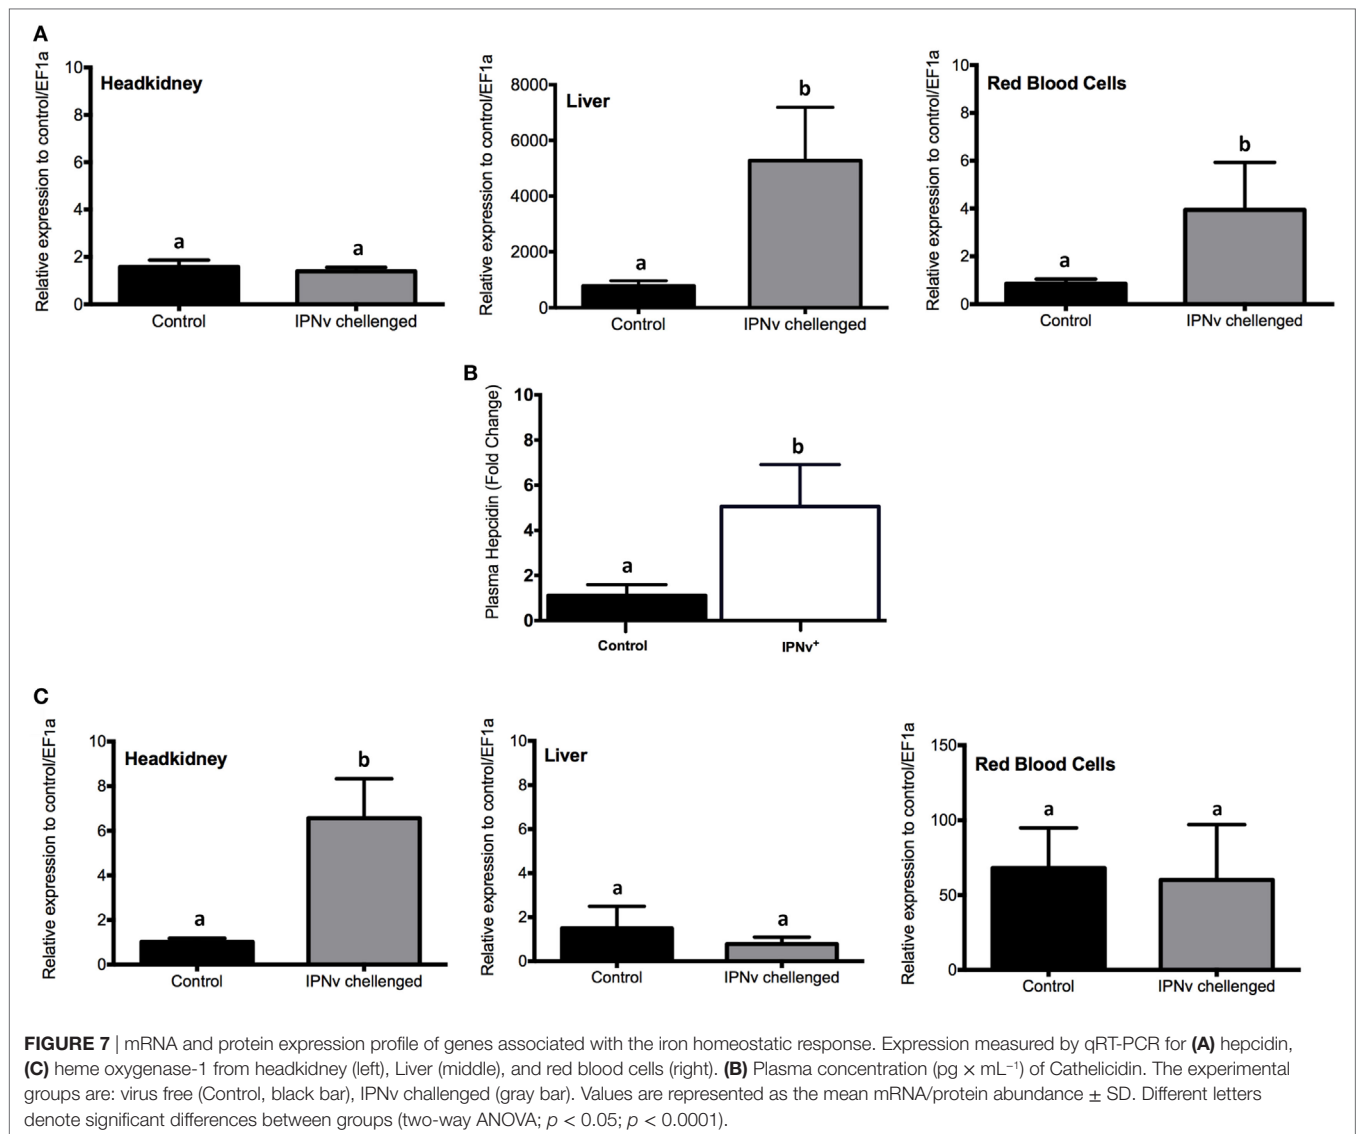 A
Relative expression to control/EF1a
10
8
6
4
2
0
Headkidney
a
a
Control
IPNv chellenged
Relative expression to control/EF1a
8000
6000
4000
2000
0
Liver
a
b
Control
IPNv chellenged
Relative expression to control/EF1a
10
8
6
4
2
0
Red Blood Cells
a
b
Control
IPNv chellenged
B
Plasma Hepcidin (Fold Change)
10
8
6
4
2
0
a
b
Control
IPNv⁺
C
Relative expression to control/EF1a
10
8
6
4
2
0
Headkidney
a
b
Control
IPNv chellenged
Relative expression to control/EF1a
10
8
6
4
2
0
Liver
a
a
Control
IPNv chellenged
Relative expression to control/EF1a
150
100
50
0
Red Blood Cells
a
a
Control
IPNv chellenged
FIGURE 7 | mRNA and protein expression profile of genes associated with the iron homeostatic response. Expression measured by qRT-PCR for (A) hepcidin,
(C) heme oxygenase-1 from headkidney (left), Liver (middle), and red blood cells (right). (B) Plasma concentration (pg × mL⁻¹) of Cathelicidin. The experimental
groups are: virus free (Control, black bar), IPNv challenged (gray bar). Values are represented as the mean mRNA/protein abundance ± SD. Different letters
denote significant differences between groups (two-way ANOVA; p < 0.05; p < 0.0001).